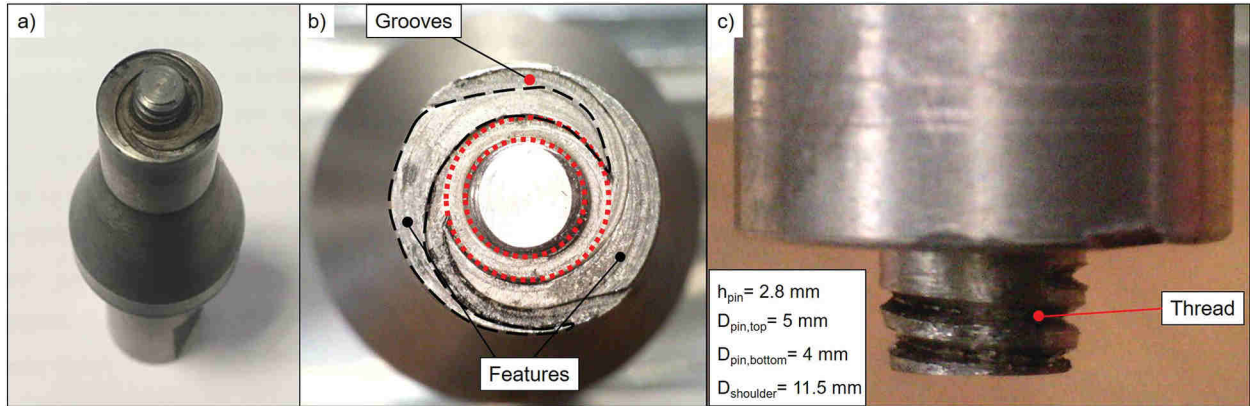 a)
b)
Grooves
Features
c)
h_pin= 2.8 mm
D_pin,top= 5 mm
D_pin,bottom= 4 mm
D_shoulder= 11.5 mm
Thread